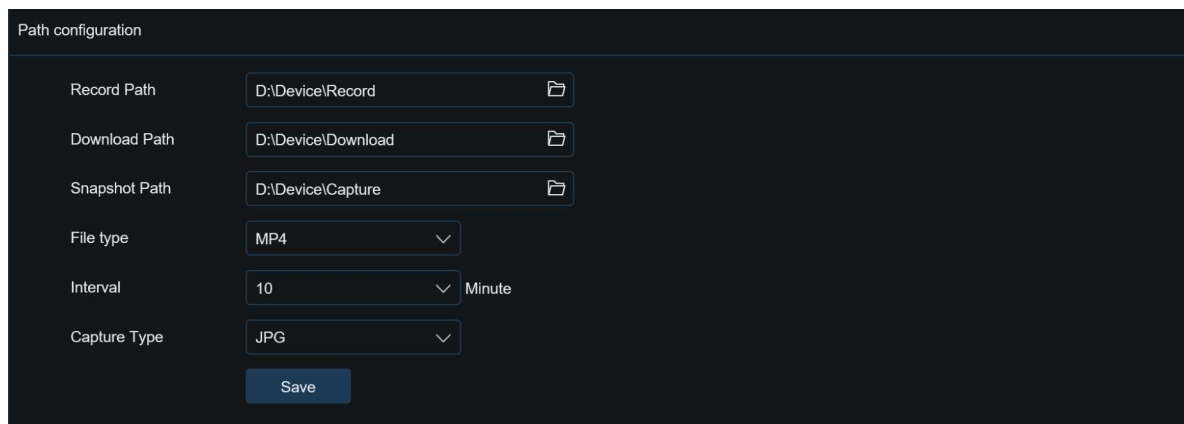 Path configuration
Record Path D:\Device\Record
Download Path D:\Device\Download
Snapshot Path D:\Device\Capture
File type MP4
Interval 10 Minute
Capture Type JPG
Save